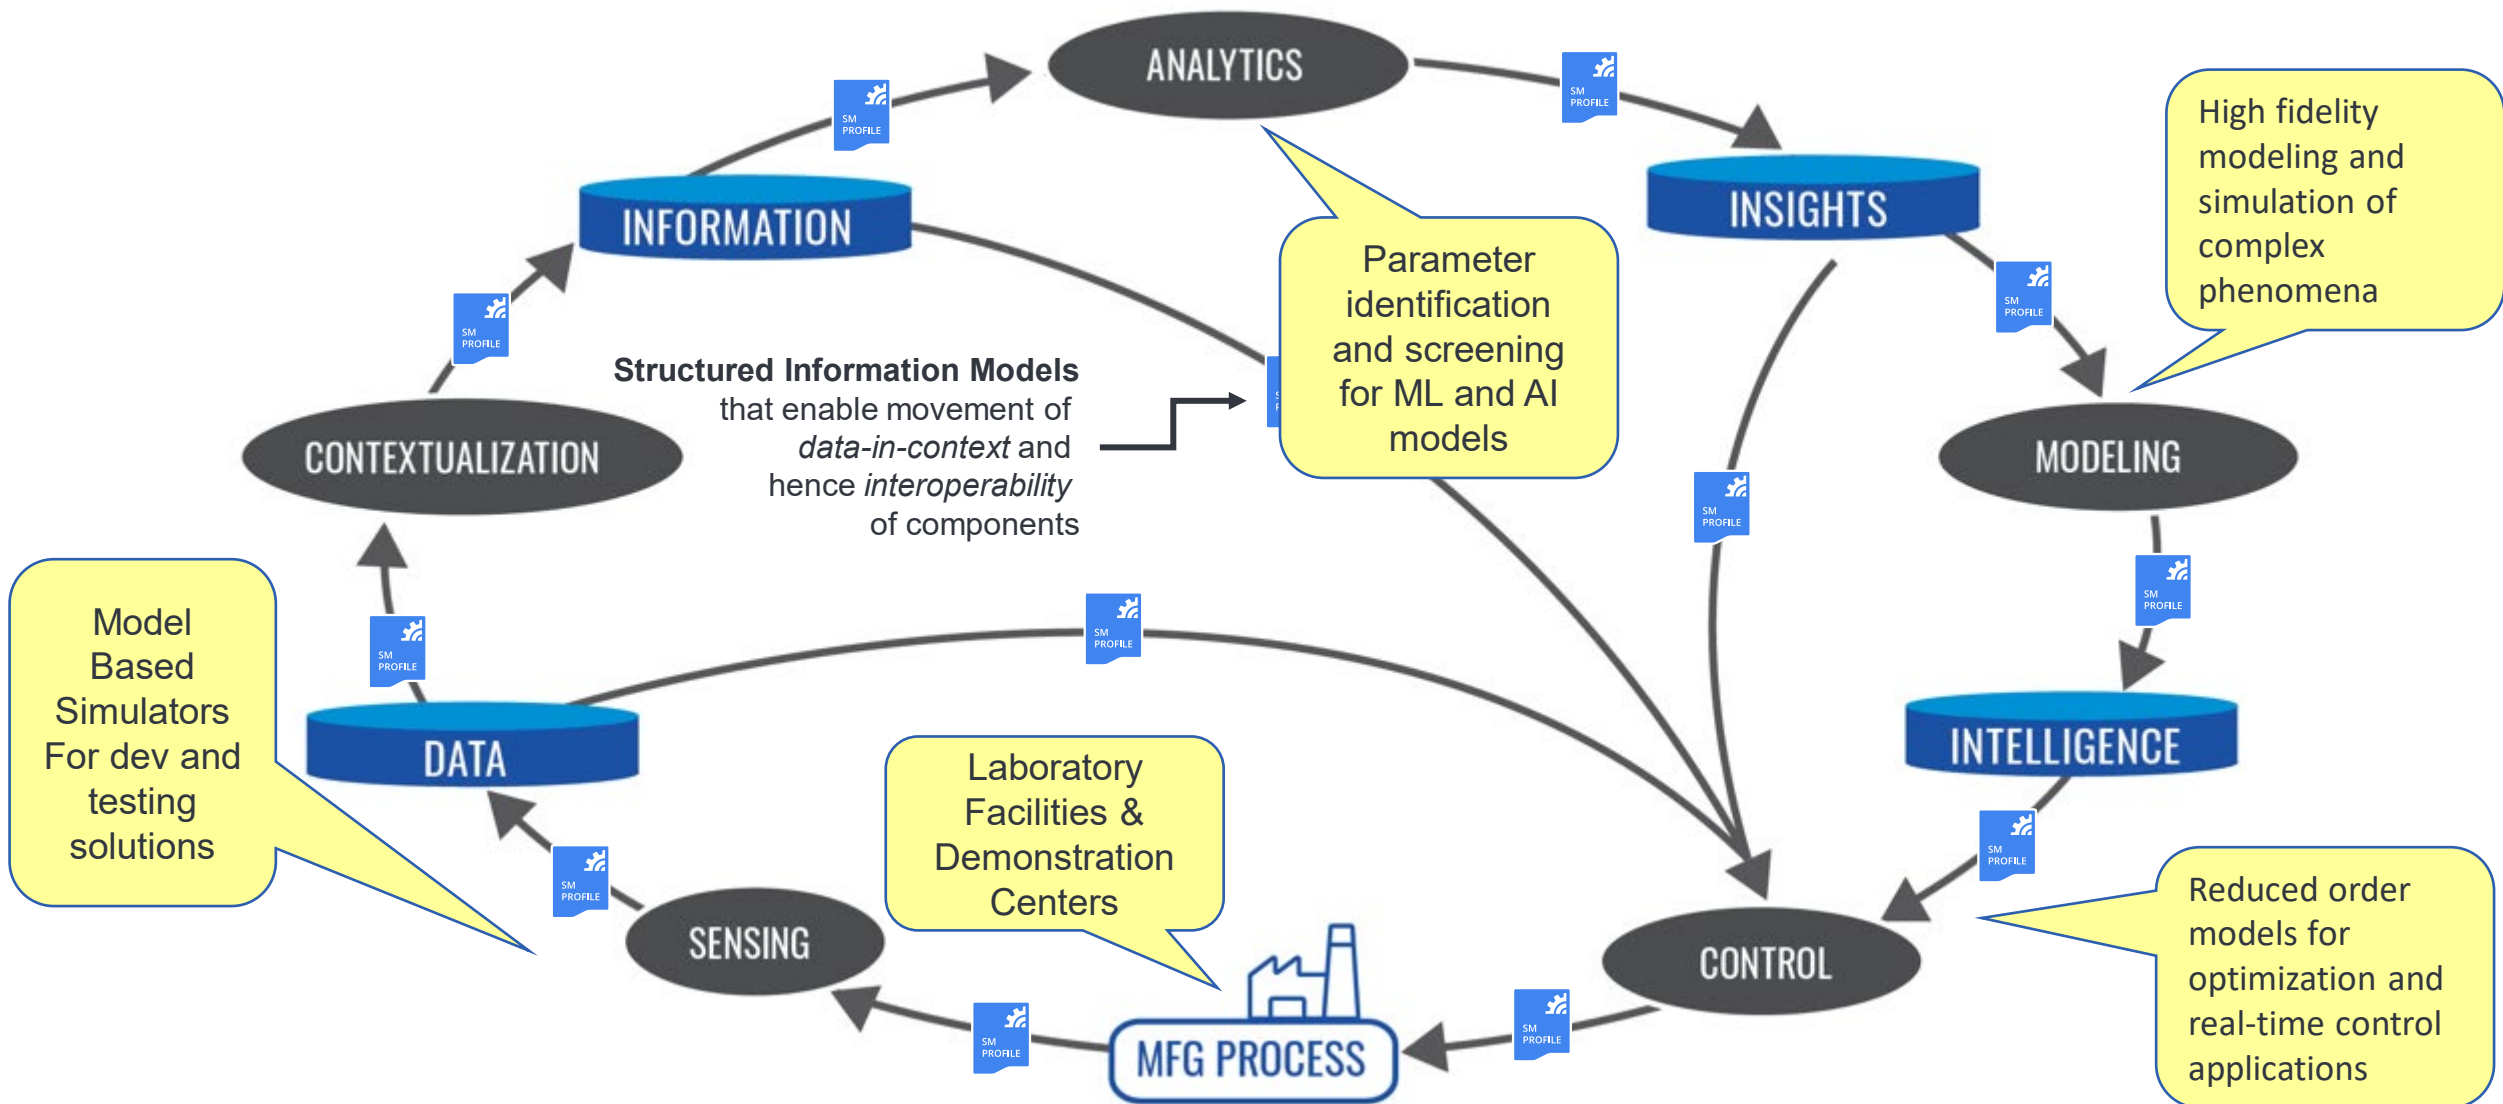 ANALYTICS
SM
PROFILE
SM
PROFILE
INFORMATION
INSIGHTS
High fidelity
modeling and
simulation of
complex
phenomena
Parameter
identification
and screening
for ML and AI
models
SM
PROFILE
SM
PROFILE
Structured Information Models
that enable movement of
data-in-context and
hence interoperability
of components
CONTEXTUALIZATION
MODELING
SM
PROFILE
SM
PROFILE
Model
Based
Simulators
For dev and
testing
solutions
SM
PROFILE
SM
PROFILE
DATA
INTELLIGENCE
Laboratory
Facilities &
Demonstration
Centers
SM
PROFILE
SM
PROFILE
SENSING
CONTROL
Reduced order
models for
optimization and
real-time control
applications
SM
PROFILE
SM
PROFILE
MFG PROCESS